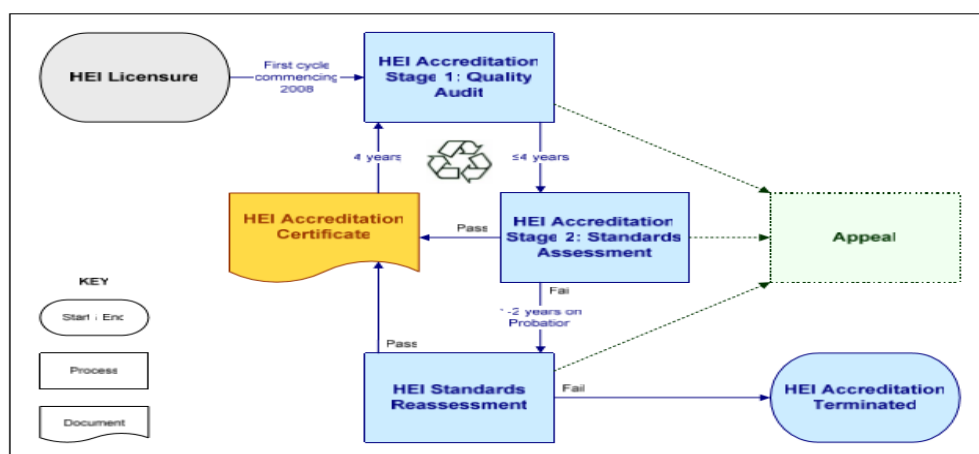 HEI Licensure
First cycle
commencing
2008
HEI Accreditation
Stage 1: Quality
Audit
4 years
≤4 years
HEI Accreditation
Certificate
Pass
HEI Accreditation
Stage 2: Standards
Assessment
Appeal
KEY
Start / End
Fail
1-2 years on
Probation
Process
Pass
HEI Standards
Reassessment
Fail
HEI Accreditation
Terminated
Document